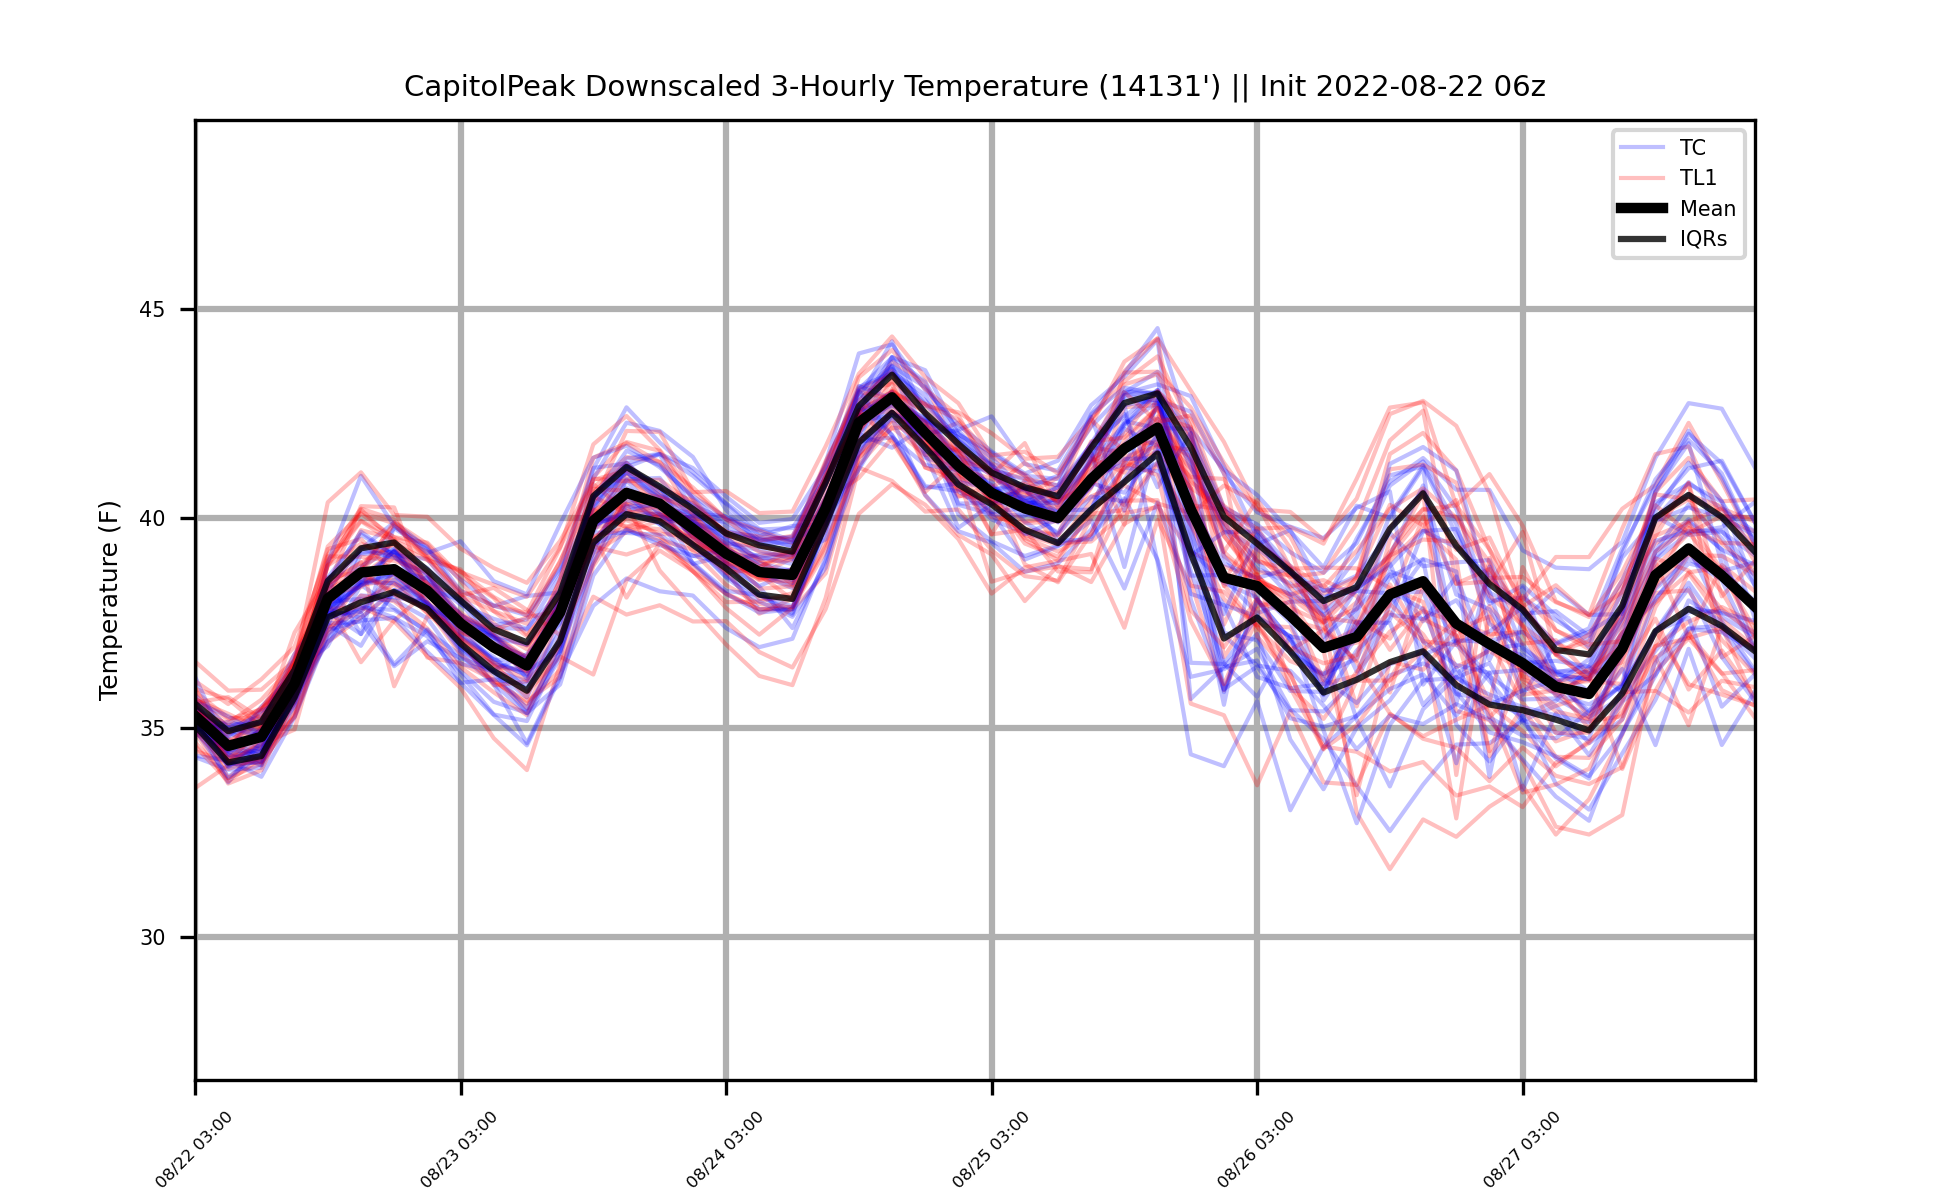 CapitolPeak Downscaled 3-Hourly Temperature (14131') || Init 2022-08-22 06z
TC
TL1
Mean
IQRs
Temperature (F)
45
40
35
30
08/22 03:00
08/23 03:00
08/24 03:00
08/25 03:00
08/26 03:00
08/27 03:00